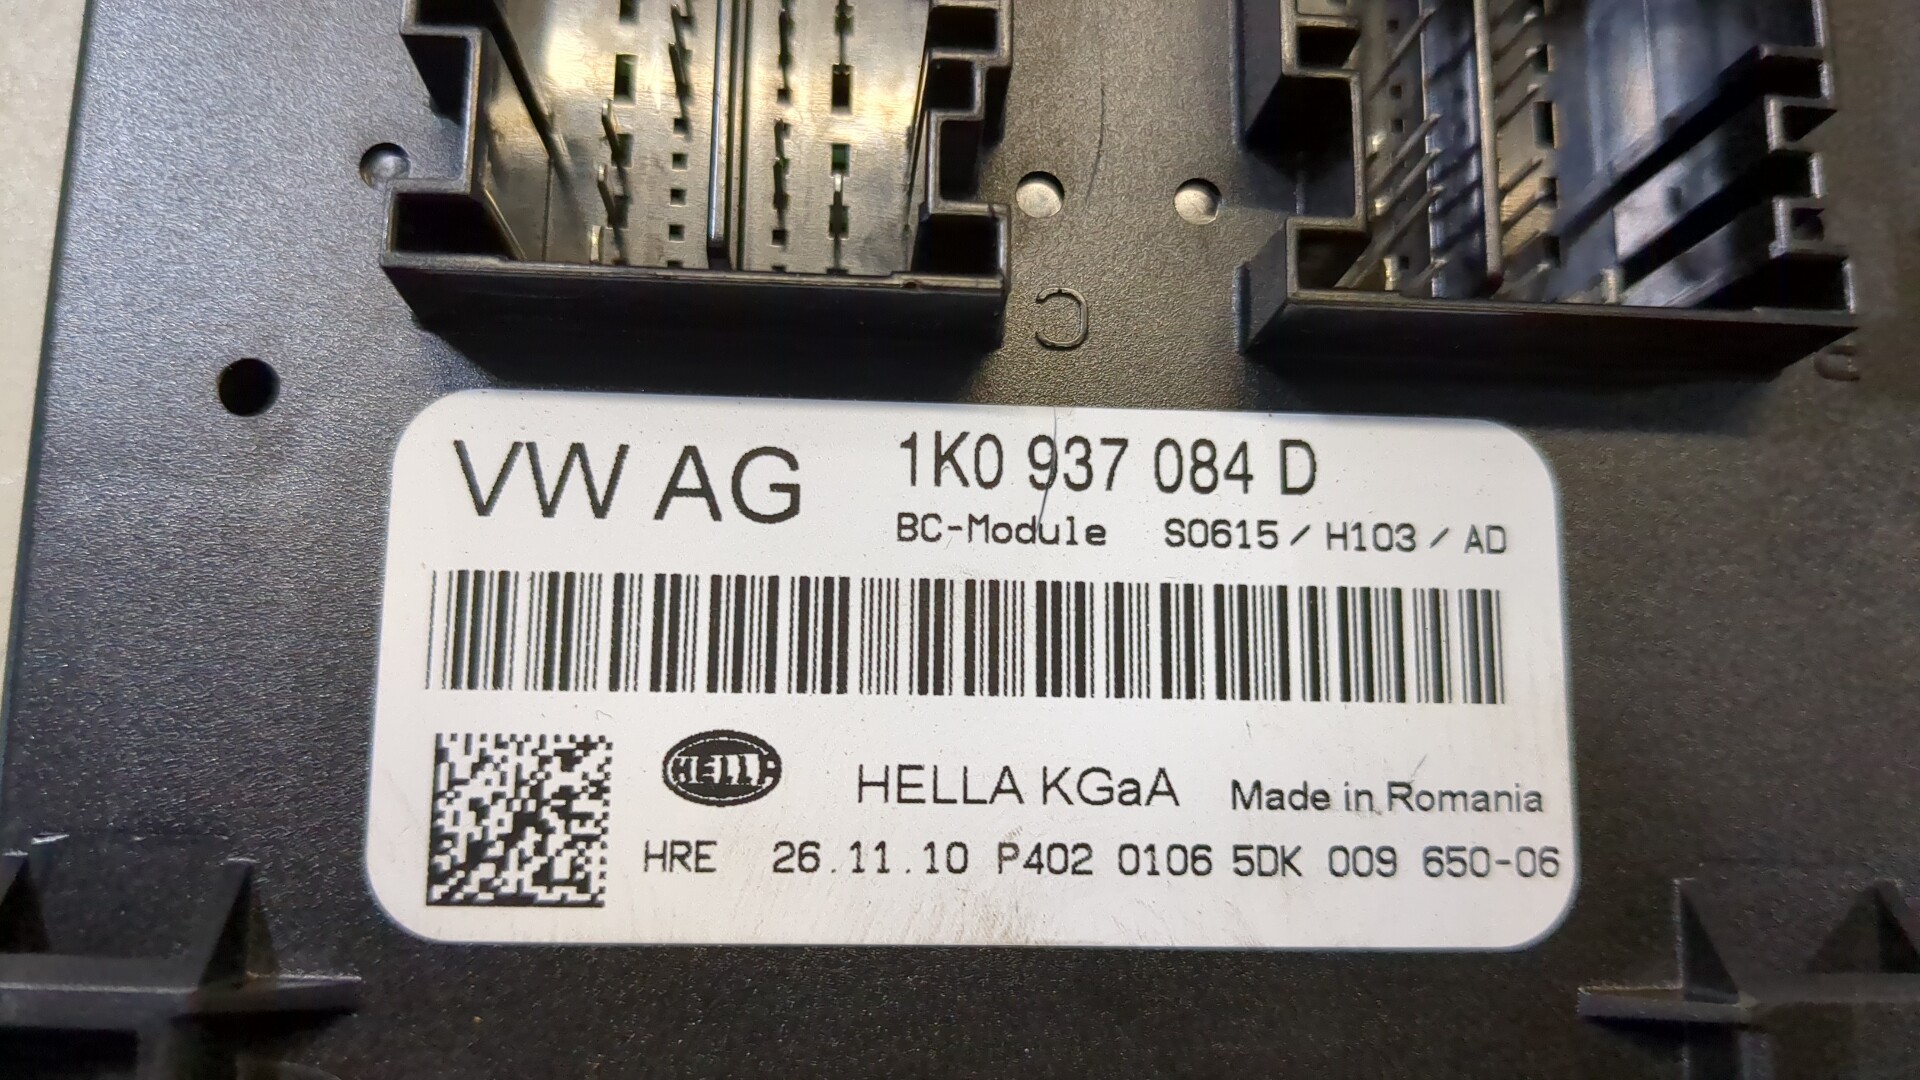 C
VW AG 1K0 937 084 D
BC-Module S0615 / H103 / AD
HELLA HELLA KGaA Made in Romania
HRE 26.11.10 P402 0106 5DK 009 650-06